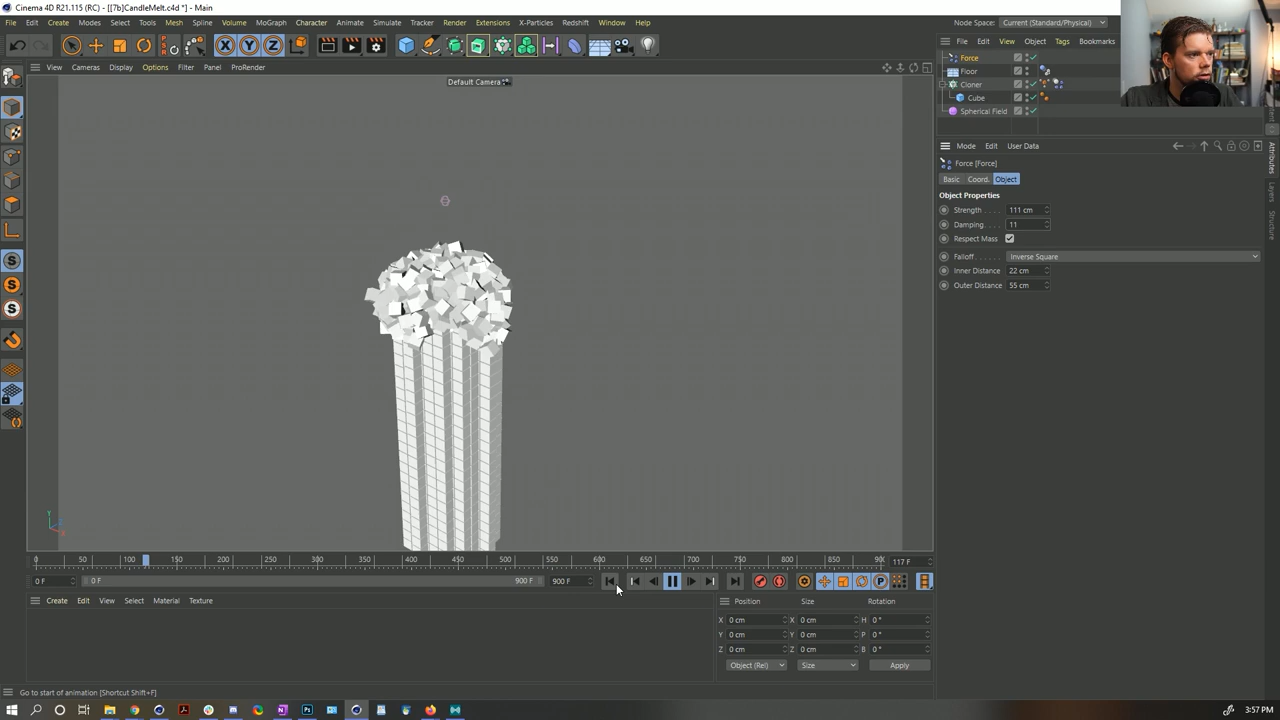 Cinema 4D R21.115 (RC) - [[7b]CandleMelt.c4d *] - Main
File Edit Create Modes Select Tools Mesh Spline Volume MoGraph Character Animate Simulate Tracker Render Extensions X-Particles Redshift Window Help
Node Space: Current (Standard/Physical)
View Cameras Display Options Filter Panel ProRender
File Edit View Object Tags Bookmarks
Default Camera
Force
Floor
Cloner
Cube
Spherical Field
Mode Edit User Data
Force [Force]
Basic Coord. Object
Object Properties
Strength . . . . 111 cm
Damping. . . . 11
Respect Mass
Falloff . . . . . . Inverse Square
Inner Distance 22 cm
Outer Distance 55 cm
Attributes
Layers
Structure
Y
Z
X
0 50 100 150 200 250 300 350 400 450 500 550 600 650 700 750 800 850 90 117 F
0 F 0 F 900 F 900 F
Create Edit View Select Material Texture
Position Size Rotation
X 0 cm X 0 cm H 0 °
Y 0 cm Y 0 cm P 0 °
Z 0 cm Z 0 cm B 0 °
Object (Rel) Size Apply
Go to start of animation [Shortcut Shift+F]
3:57 PM